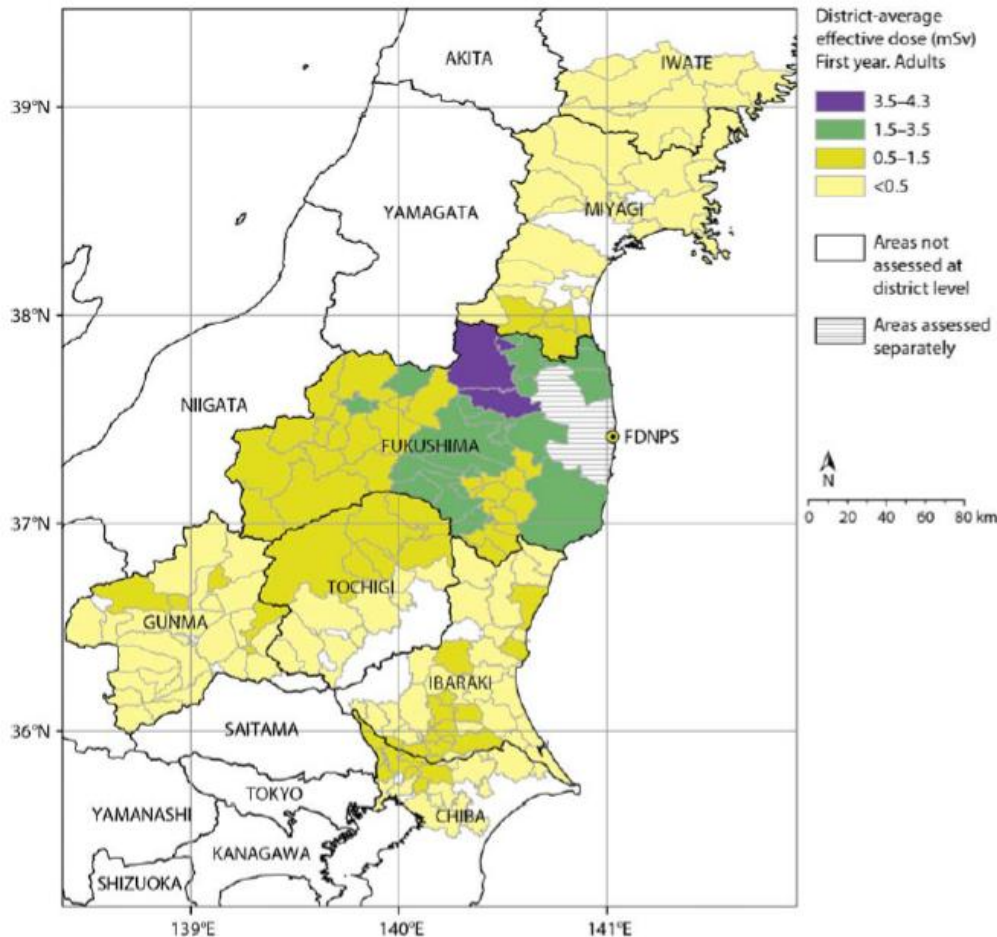 District-average
effective dose (mSv)
First year. Adults
3.5–4.3
1.5–3.5
0.5–1.5
<0.5
Areas not
assessed at
district level
Areas assessed
separately
N
0 20 40 60 80 km
AKITA
IWATE
39°N
YAMAGATA
MIYAGI
38°N
NIIGATA
FUKUSHIMA
FDNPS
37°N
TOCHIGI
GUNMA
IBARAKI
SAITAMA
36°N
TOKYO
YAMANASHI
CHIBA
KANAGAWA
SHIZUOKA
139°E 140°E 141°E